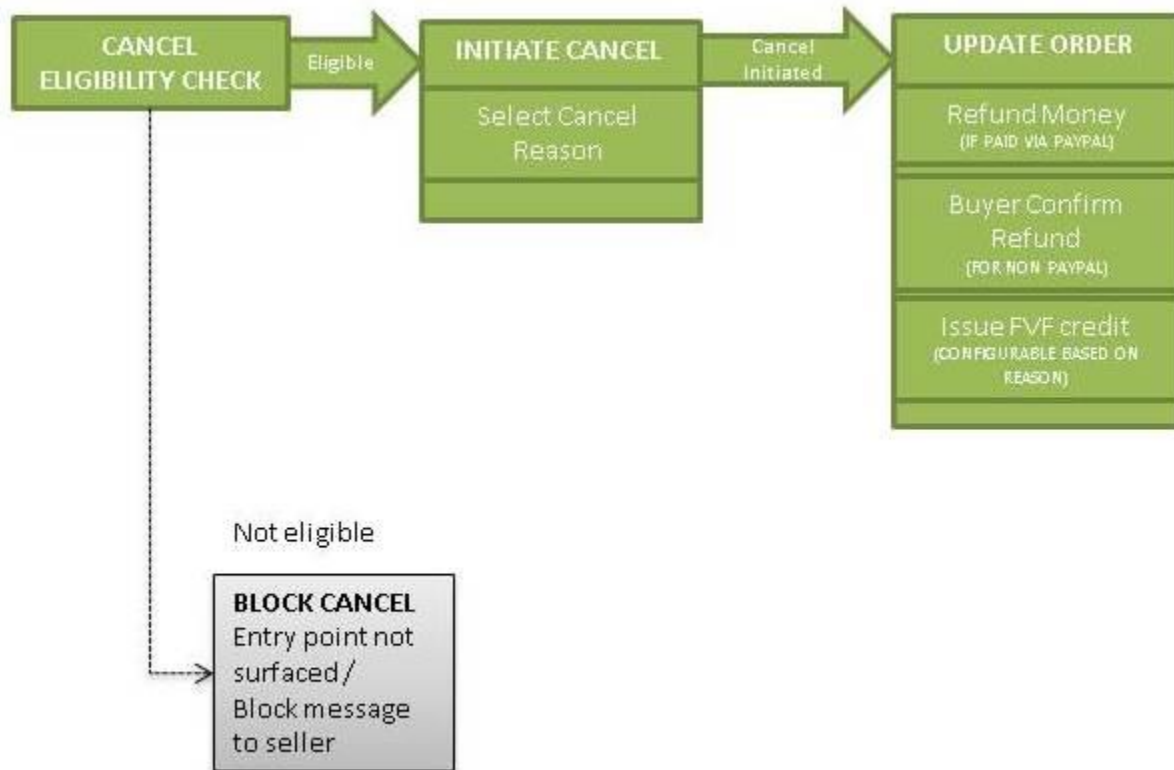 CANCEL
ELIGIBILITY CHECK
Eligible
INITIATE CANCEL
Select Cancel
Reason
Cancel
Initiated
UPDATE ORDER
Refund Money
(IF PAID VIA PAYPAL)
Buyer Confirm
Refund
(FOR NON PAYPAL)
Issue FVF credit
(CONFIGURABLE BASED ON
REASON)
Not eligible
BLOCK CANCEL
Entry point not
surfaced /
Block message
to seller